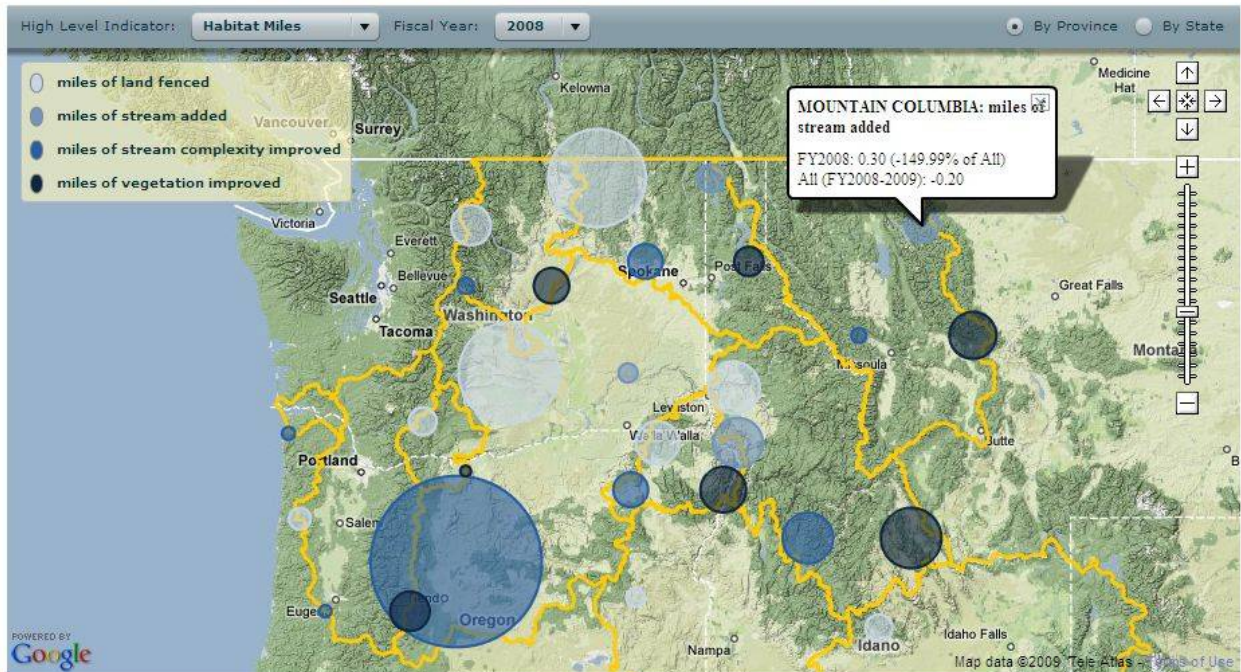 High Level Indicator: Habitat Miles Fiscal Year: 2008 By Province By State
miles of land fenced
miles of stream added
miles of stream complexity improved
miles of vegetation improved
MOUNTAIN COLUMBIA: miles of
stream added
FY2008: 0.30 (-149.99% of All)
All (FY2008-2009): -0.20
Medicine
Hat
Kelowna
Vancouver
Surrey
Victoria
Everett
Bellevue
Spokane
Post Falls
Great Falls
Seattle
Washington
Tacoma
Montana
Missoula
Lewiston
Walla Walla
Butte
B
Portland
Salem
Eugene
Bend
Oregon
Nampa
Idaho
Idaho Falls
POWERED BY
Google
Map data ©2009 Tele Atlas - Terms of Use